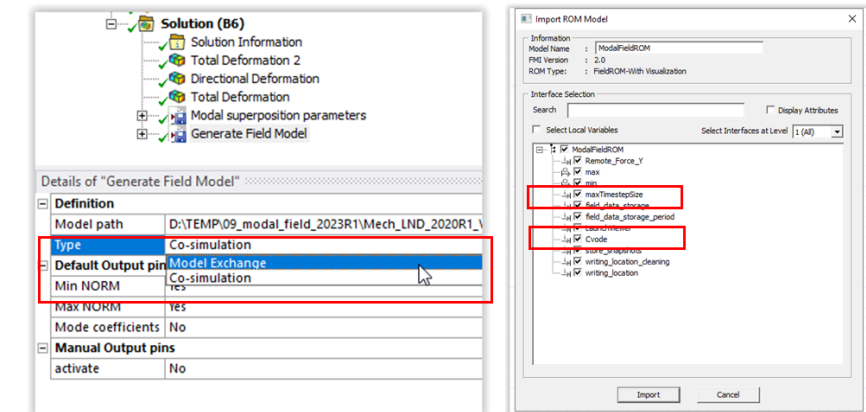 Solution (B6)
Solution Information
Total Deformation 2
Directional Deformation
Total Deformation
Modal superposition parameters
Generate Field Model
Details of "Generate Field Model"
Definition
Model path D:\TEMP\09_modal_field_2023R1\Mech_LND_2020R1_
Type Co-simulation
Default Output pin Model Exchange
Co-simulation
Min NORM Yes
Max NORM Yes
Mode coefficients No
Manual Output pins
activate No
Import ROM Model
Information
Model Name : ModalFieldROM
FMI Version : 2.0
ROM Type: : FieldROM-With Visualization
Interface Selection
Search Display Attributes
Select Local Variables Select Interfaces at Level 1 (All)
ModalFieldROM
Remote_Force_Y
max
min
maxTimestepSize
field_data_storage
field_data_storage_period
LaunchViewer
Cvode
store_snapshots
writing_location_cleaning
writing_location
Import Cancel